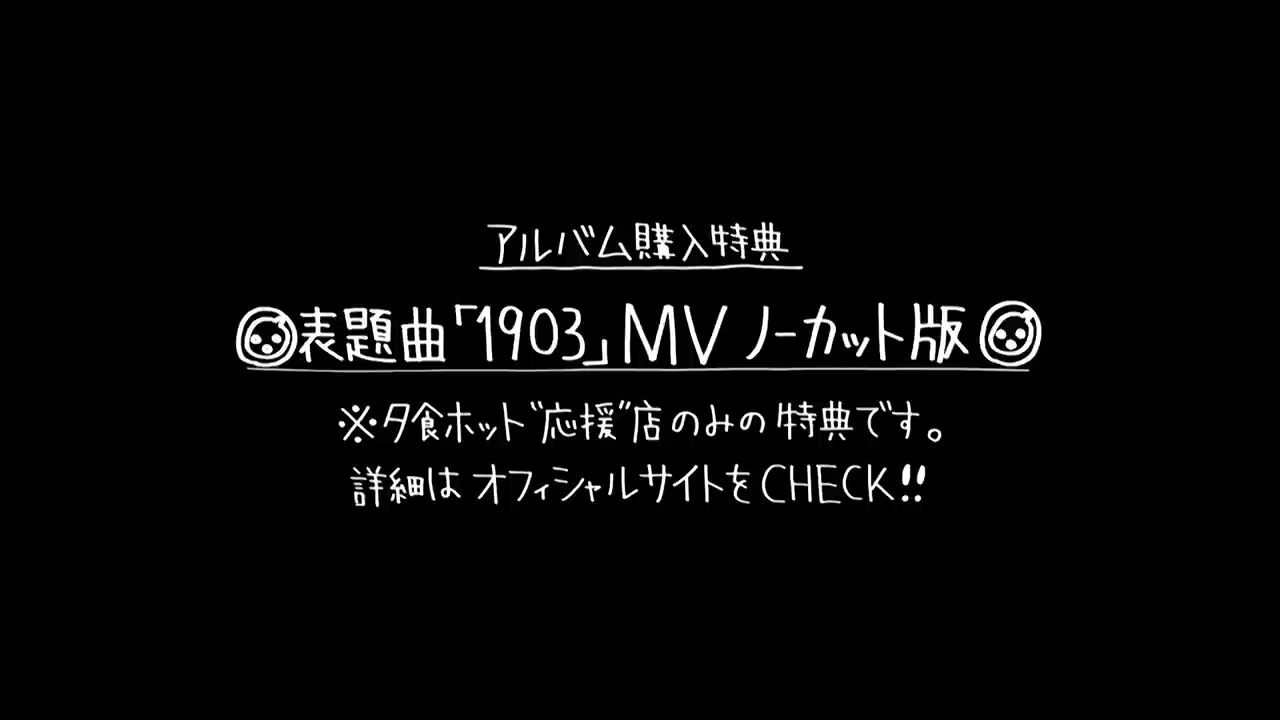 アルバム購入特典
表題曲「1903」MV ノーカット版
※夕食ホット"応援"店のみの特典です。
詳細は オフィシャルサイトをCHECK!!